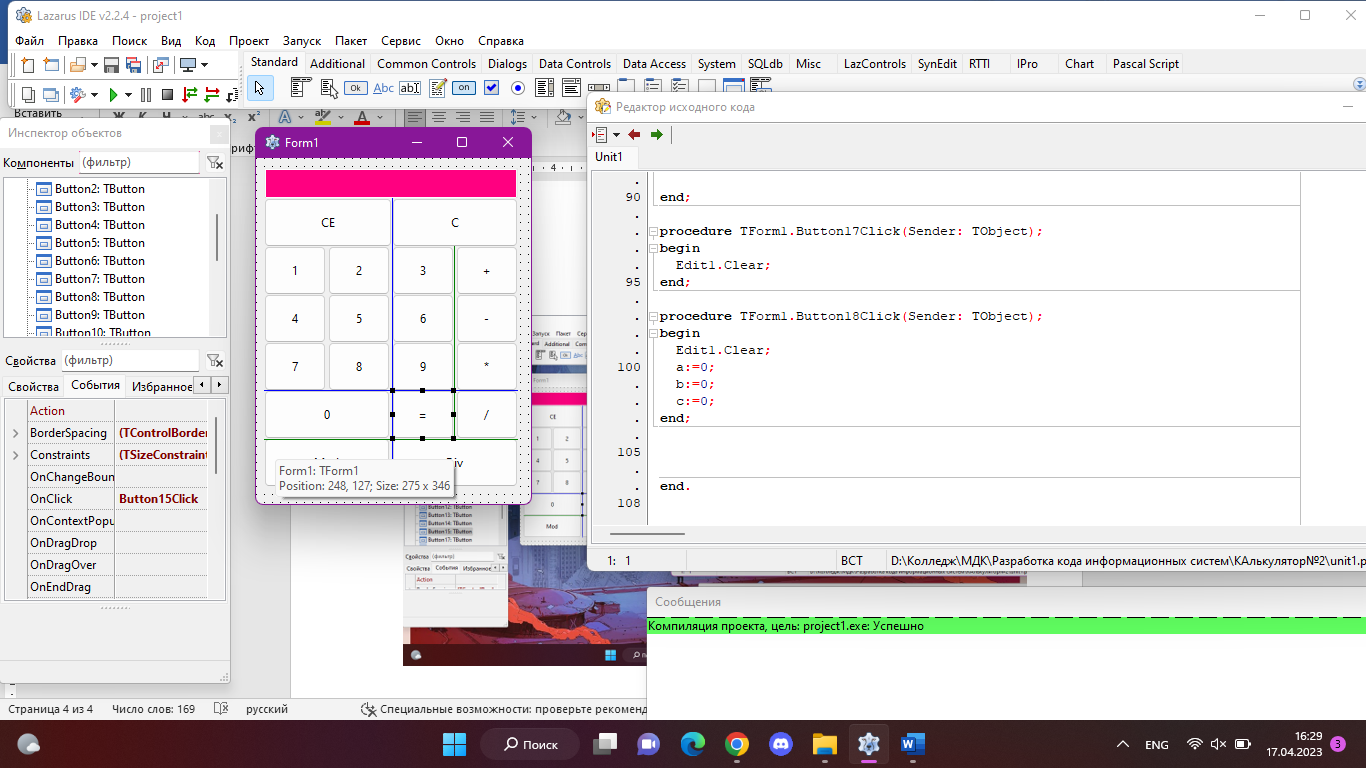 Lazarus IDE v2.2.4 - project1
Файл Правка Поиск Вид Код Проект Запуск Пакет Сервис Окно Справка
Standard Additional Common Controls Dialogs Data Controls Data Access System SQLdb Misc LazControls SynEdit RTTI IPro Chart Pascal Script
Ok Abc abI on
Вставить
Инспектор объектов
Компоненты (фильтр)
Button2: TButton
Button3: TButton
Button4: TButton
Button5: TButton
Button6: TButton
Button7: TButton
Button8: TButton
Button9: TButton
Button10: TButton
Свойства (фильтр)
Свойства События Избранное
Action
BorderSpacing (TControlBorder
Constraints (TSizeConstraint
OnChangeBoun
OnClick Button15Click
OnContextPopu
OnDragDrop
OnDragOver
OnEndDrag
Form1
CE C
1 2 3 +
4 5 6 -
7 8 9 *
0 = /
Div
Form1: TForm1
Position: 248, 127; Size: 275 x 346
Редактор исходного кода
Unit1
90 end;
procedure TForm1.Button17Click(Sender: TObject);
begin
Edit1.Clear;
95 end;
procedure TForm1.Button18Click(Sender: TObject);
begin
Edit1.Clear;
100 a:=0;
b:=0;
c:=0;
end;
105
end.
108
1: 1 ВСТ D:\Колледж\МДК\Разработка кода информационных систем\КАлькулятор№2\unit1.p
Сообщения
Компиляция проекта, цель: project1.exe: Успешно
Страница 4 из 4 Число слов: 169 русский Специальные возможности: проверьте рекоменд
Поиск
ENG
16:29
17.04.2023
3